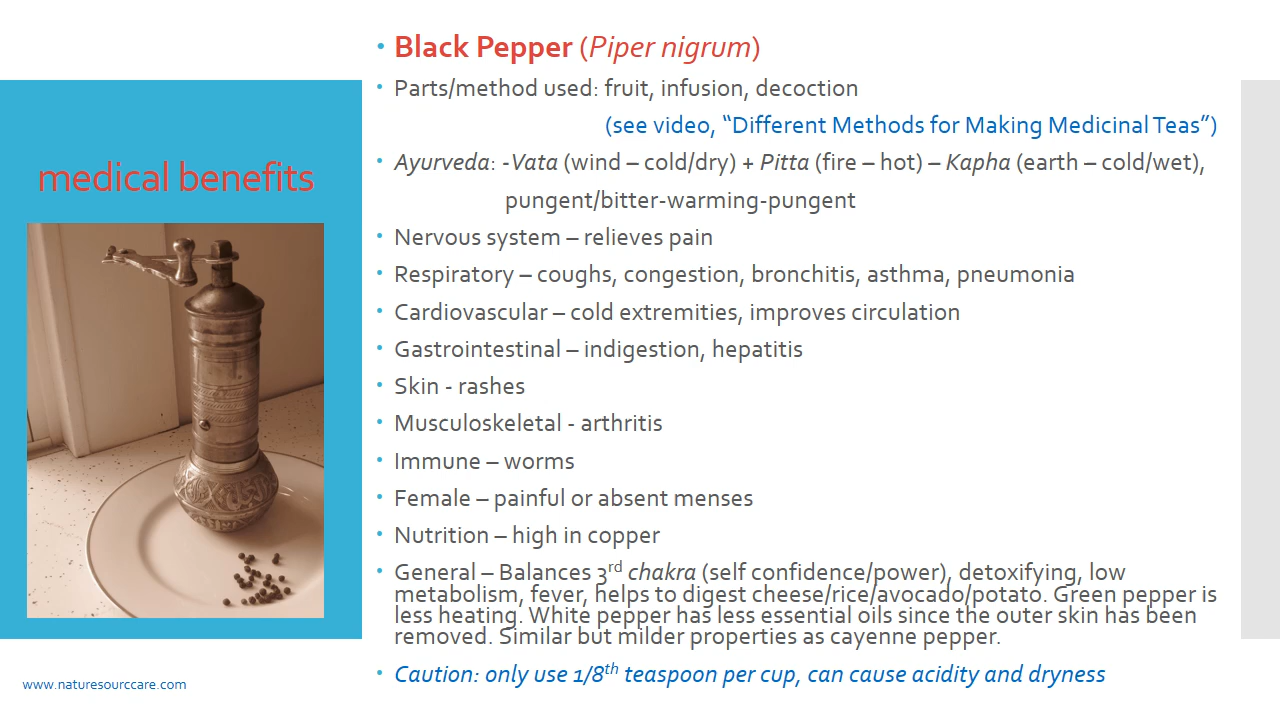 medical benefits
• Black Pepper (Piper nigrum)
• Parts/method used: fruit, infusion, decoction
(see video, “Different Methods for Making Medicinal Teas”)
• Ayurveda: -Vata (wind – cold/dry) + Pitta (fire – hot) – Kapha (earth – cold/wet),
pungent/bitter-warming-pungent
• Nervous system – relieves pain
• Respiratory – coughs, congestion, bronchitis, asthma, pneumonia
• Cardiovascular – cold extremities, improves circulation
• Gastrointestinal – indigestion, hepatitis
• Skin - rashes
• Musculoskeletal - arthritis
• Immune – worms
• Female – painful or absent menses
• Nutrition – high in copper
• General – Balances 3rd chakra (self confidence/power), detoxifying, low
metabolism, fever, helps to digest cheese/rice/avocado/potato. Green pepper is
less heating. White pepper has less essential oils since the outer skin has been
removed. Similar but milder properties as cayenne pepper.
• Caution: only use 1/8th teaspoon per cup, can cause acidity and dryness
www.naturesourccare.com